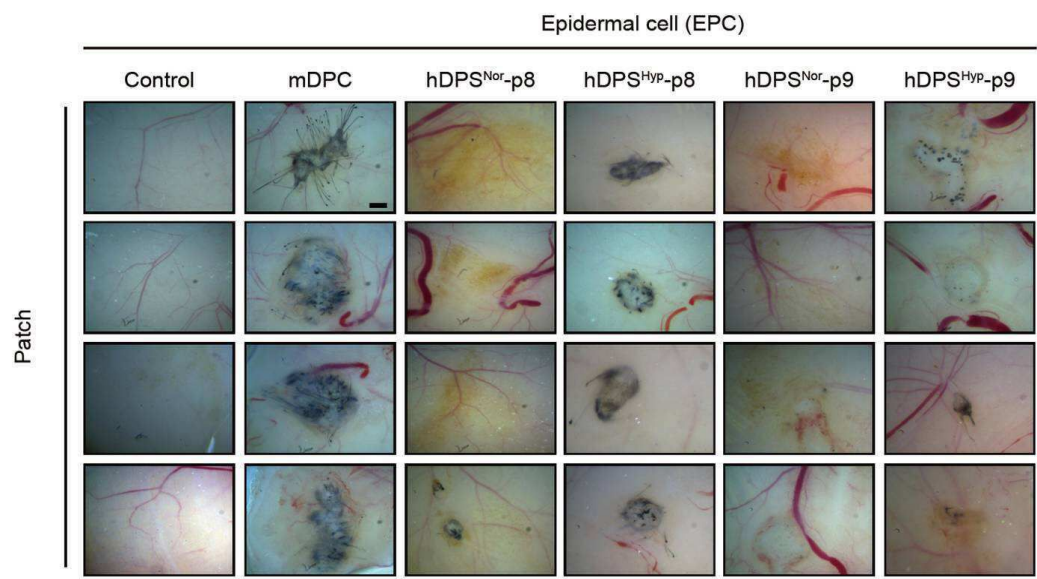 Epidermal cell (EPC)
Control mDPC hDPSNor-p8 hDPSHyp-p8 hDPSNor-p9 hDPSHyp-p9
Patch